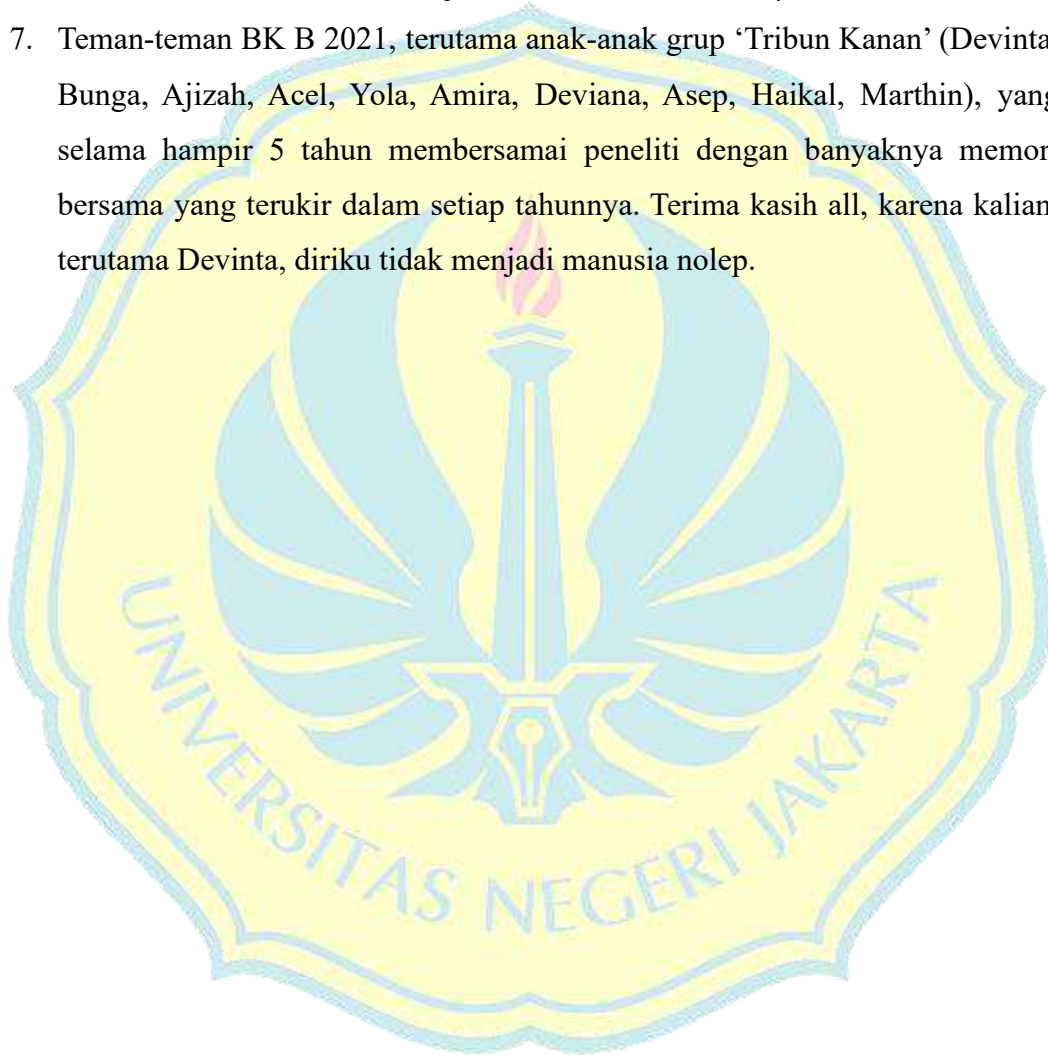 7. Teman-teman BK B 2021, terutama anak-anak grup ‘Tribun Kanan’ (Devinta
Bunga, Ajizah, Acel, Yola, Amira, Deviana, Asep, Haikal, Marthin), yang
selama hampir 5 tahun membersamai peneliti dengan banyaknya memor
bersama yang terukir dalam setiap tahunnya. Terima kasih all, karena kalian
terutama Devinta, diriku tidak menjadi manusia nolep.
UNIVERSITAS NEGERI JAKARTA